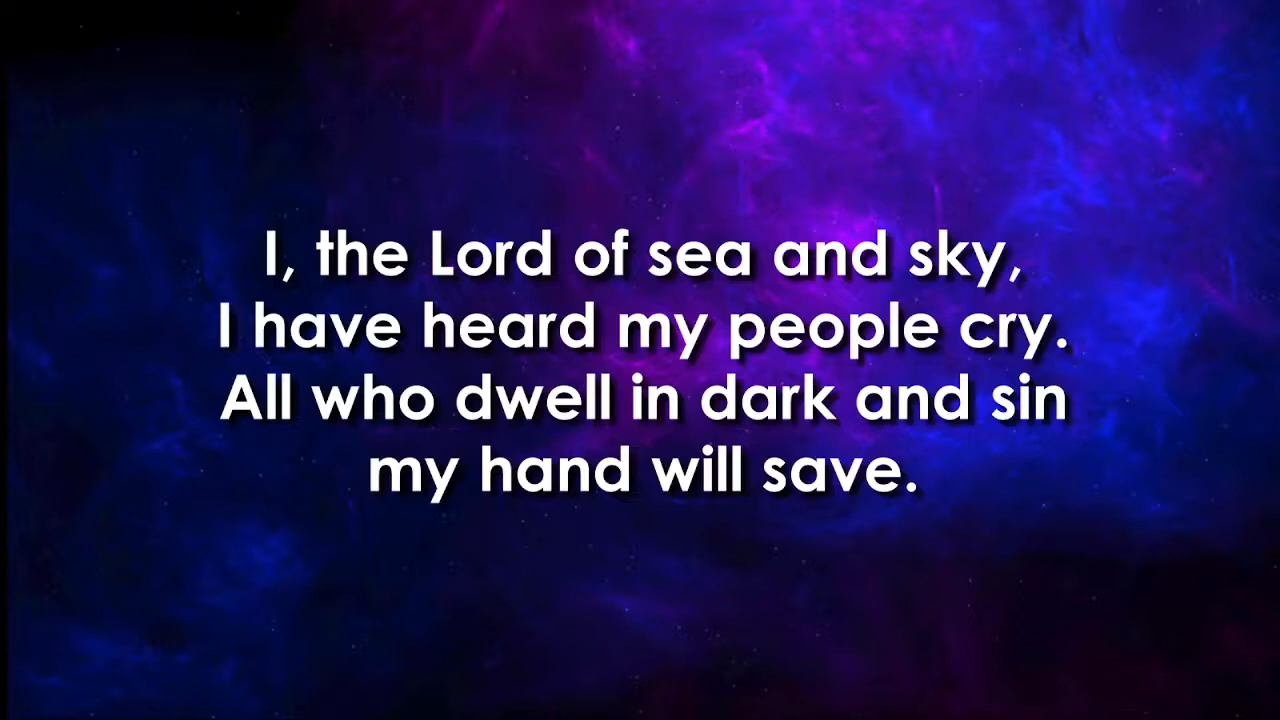 I, the Lord of sea and sky,
I have heard my people cry.
All who dwell in dark and sin
my hand will save.